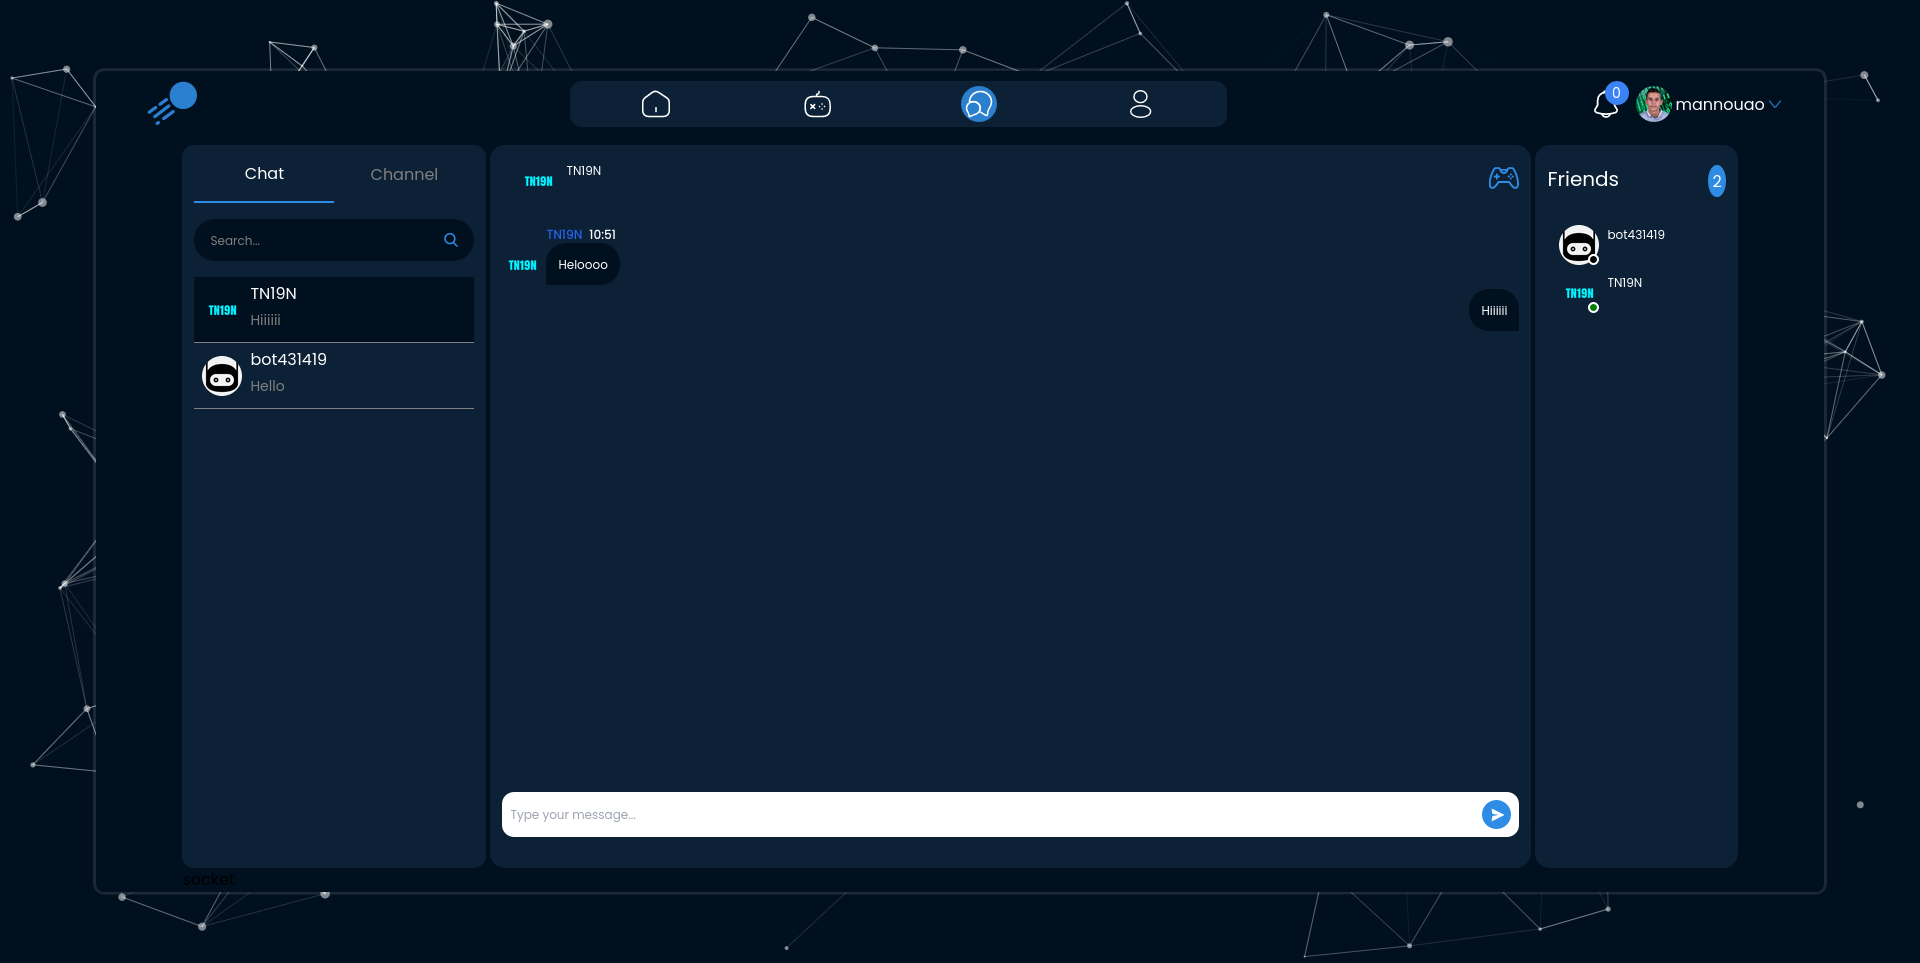 0
mannouao
Chat
Channel
Search...
TN19N
TN19N
Hiiiiii
bot431419
Hello
TN19N
TN19N
TN19N 10:51
TN19N
Heloooo
Hiiiiii
Type your message...
Friends
2
bot431419
TN19N
TN19N
socket